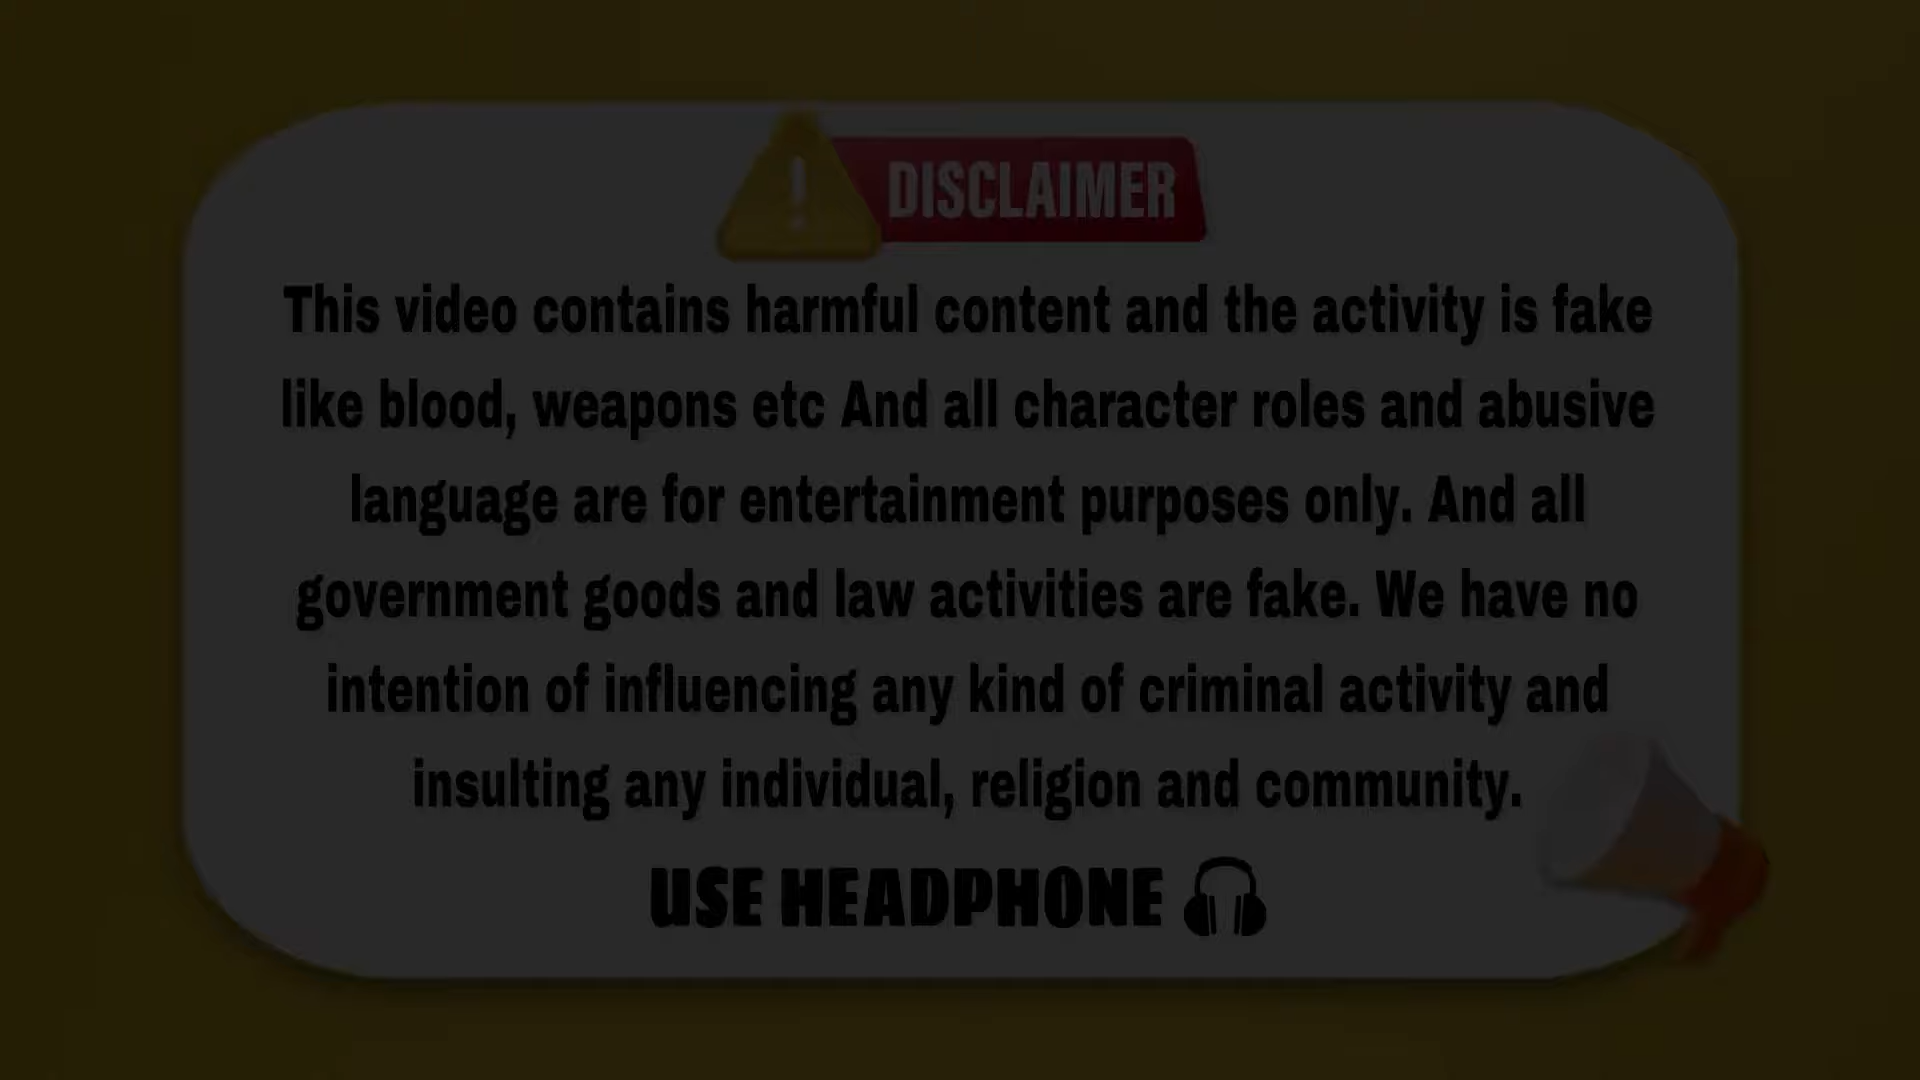 DISCLAIMER
This video contains harmful content and the activity is fake
like blood, weapons etc And all character roles and abusive
language are for entertainment purposes only. And all
government goods and law activities are fake. We have no
intention of influencing any kind of criminal activity and
insulting any individual, religion and community.
USE HEADPHONE